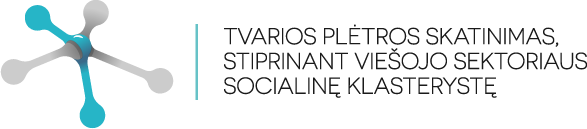 TVARIOS PLĖTROS SKATINIMAS,
STIPRINANT VIEŠOJO SEKTORIAUS
SOCIALINĘ KLASTERYSTĘ